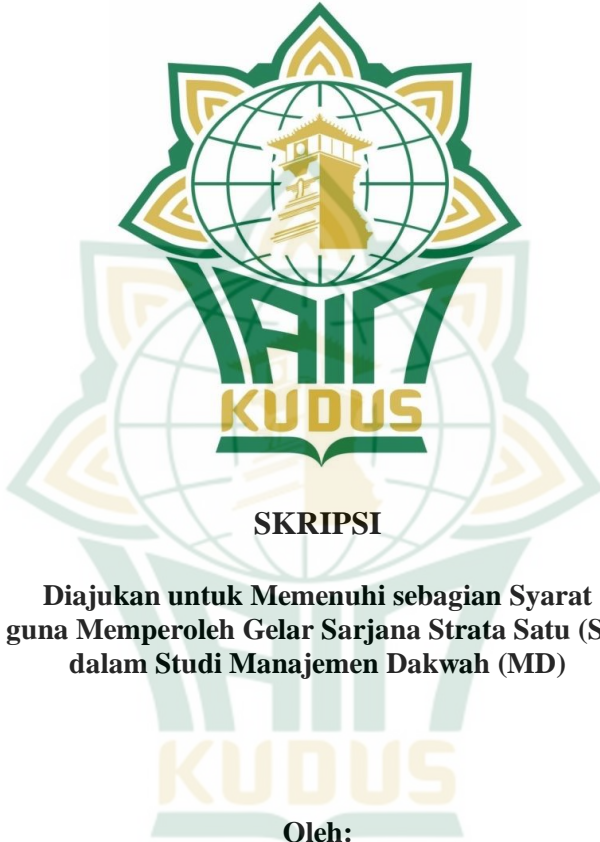 IAIN
KUDUS
SKRIPSI
Diajukan untuk Memenuhi sebagian Syarat
guna Memperoleh Gelar Sarjana Strata Satu (S
dalam Studi Manajemen Dakwah (MD)
KUDUS
Oleh: